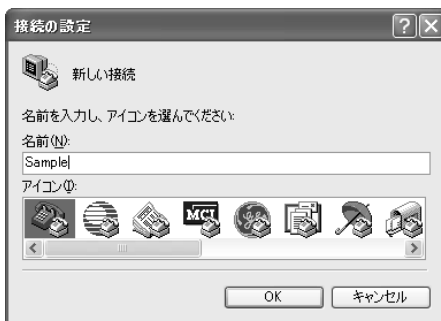 接続の設定
新しい接続
名前を入力し、アイコンを選んでください:
名前(N):
Sample
アイコン(I):
MCI
OK
キャンセル